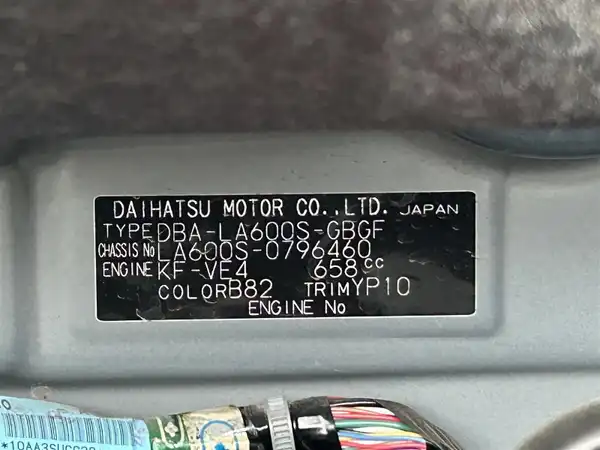 DAIHATSU MOTOR CO.,LTD. JAPAN
TYPE DBA-LA600S-GBGF
CHASSIS No LA600S-0796460
ENGINE KF-VE4 658cc
COLOR B82 TRIM YP10
ENGINE No